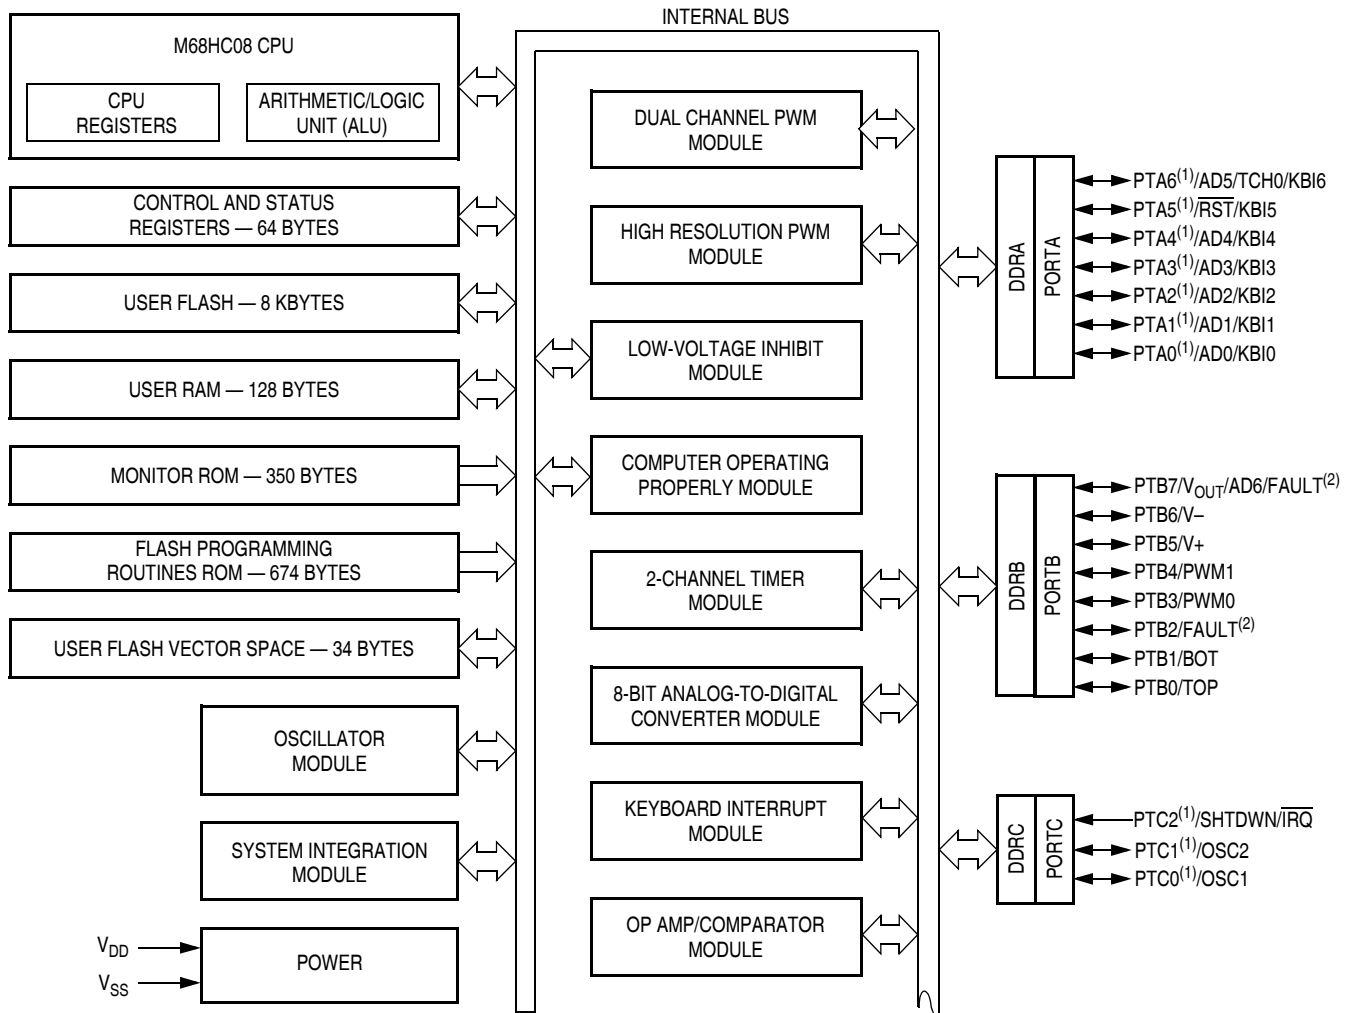 INTERNAL BUS
M68HC08 CPU
CPU
REGISTERS
ARITHMETIC/LOGIC
UNIT (ALU)
CONTROL AND STATUS
REGISTERS — 64 BYTES
USER FLASH — 8 KBYTES
USER RAM — 128 BYTES
MONITOR ROM — 350 BYTES
FLASH PROGRAMMING
ROUTINES ROM — 674 BYTES
USER FLASH VECTOR SPACE — 34 BYTES
OSCILLATOR
MODULE
SYSTEM INTEGRATION
MODULE
VDD
VSS
POWER
DUAL CHANNEL PWM
MODULE
HIGH RESOLUTION PWM
MODULE
LOW-VOLTAGE INHIBIT
MODULE
COMPUTER OPERATING
PROPERLY MODULE
2-CHANNEL TIMER
MODULE
8-BIT ANALOG-TO-DIGITAL
CONVERTER MODULE
KEYBOARD INTERRUPT
MODULE
OP AMP/COMPARATOR
MODULE
DDRA
PORTA
PTA6(1)/AD5/TCH0/KBI6
PTA5(1)/RST/KBI5
PTA4(1)/AD4/KBI4
PTA3(1)/AD3/KBI3
PTA2(1)/AD2/KBI2
PTA1(1)/AD1/KBI1
PTA0(1)/AD0/KBI0
DDRB
PORTB
PTB7/VOUT/AD6/FAULT(2)
PTB6/V–
PTB5/V+
PTB4/PWM1
PTB3/PWM0
PTB2/FAULT(2)
PTB1/BOT
PTB0/TOP
DDRC
PORTC
PTC2(1)/SHTDWN/IRQ
PTC1(1)/OSC2
PTC0(1)/OSC1